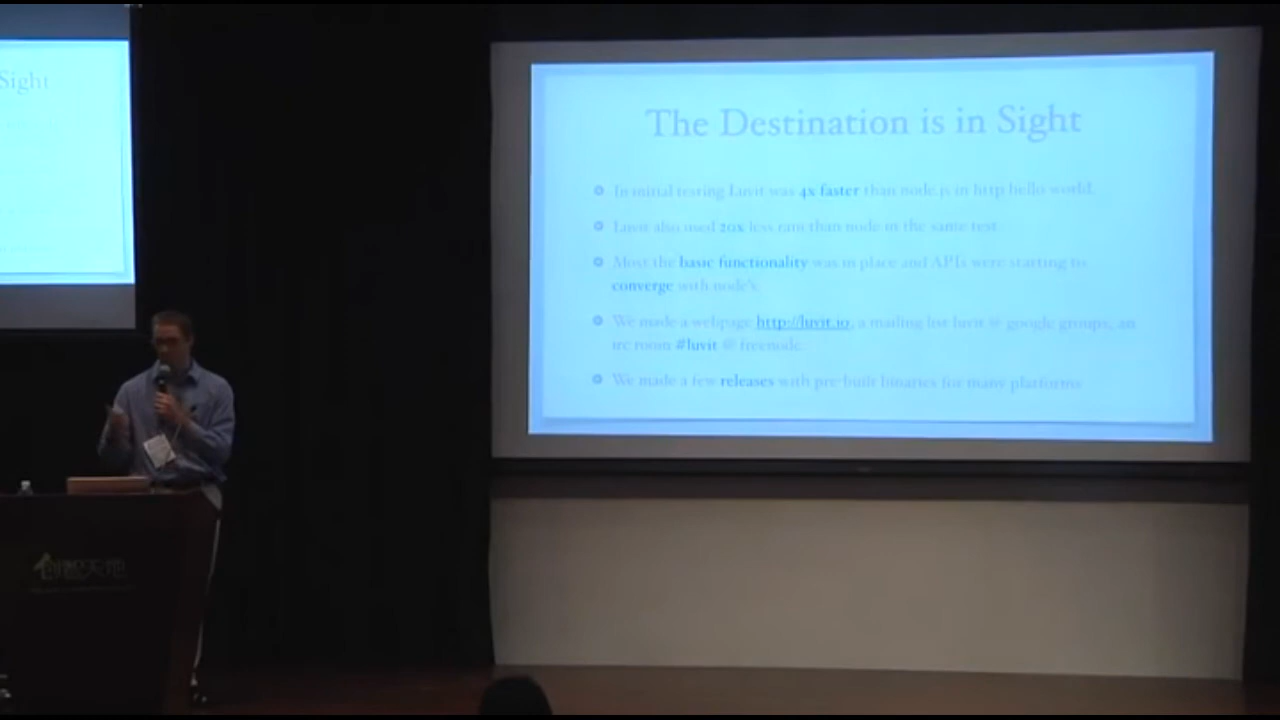 Sight
The Destination is in Sight
In initial testing Luvit was 4x faster than node.js in http hello world.
Luvit also used 20x less ram than node in the same test.
Most the basic functionality was in place and APIs were starting to
converge with node's.
We made a webpage http://luvit.io, a mailing list luvit @ google groups, an
irc room #luvit @ freenode.
We made a few releases with pre-built binaries for many platforms